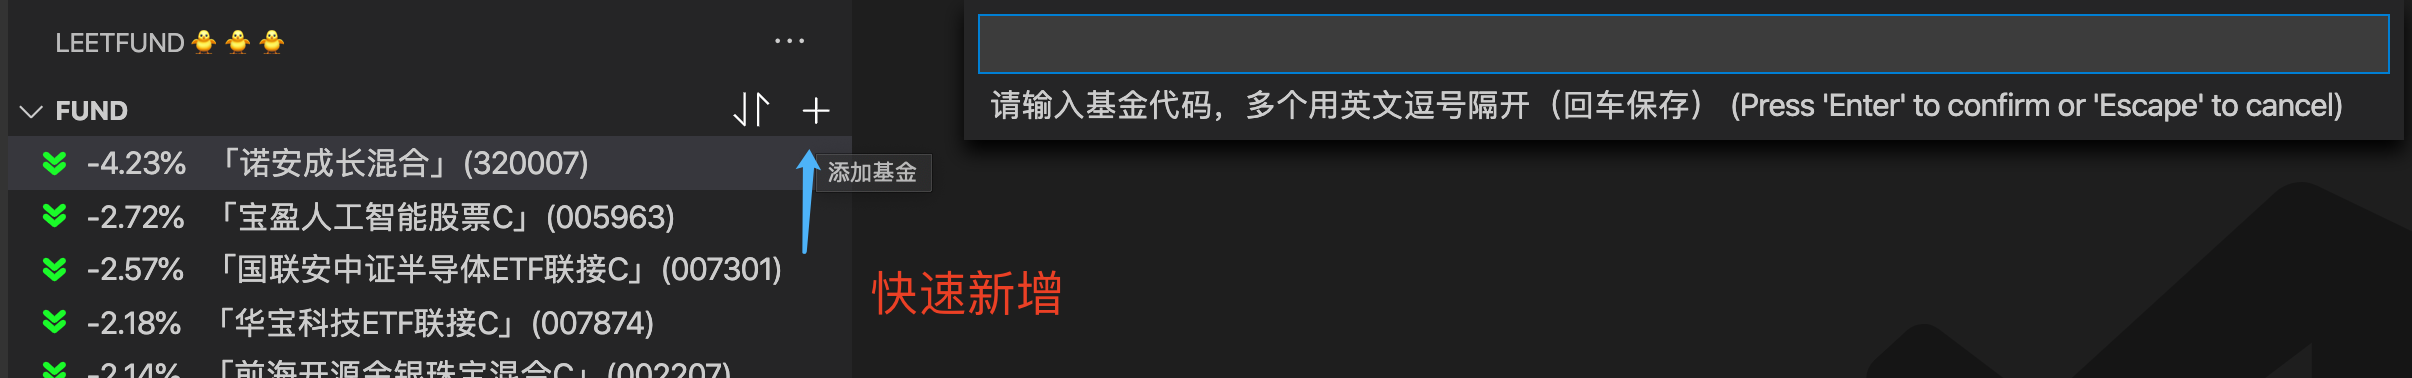 LEETFUND🐥🐥🐥
FUND
-4.23% 「诺安成长混合」(320007)
-2.72% 「宝盈人工智能股票C」(005963)
-2.57% 「国联安中证半导体ETF联接C」(007301)
-2.18% 「华宝科技ETF联接C」(007874)
-2.14% 「前海开源金银珠宝混合C」(002207)
添加基金
快速新增
请输入基金代码，多个用英文逗号隔开（回车保存） (Press 'Enter' to confirm or 'Escape' to cancel)